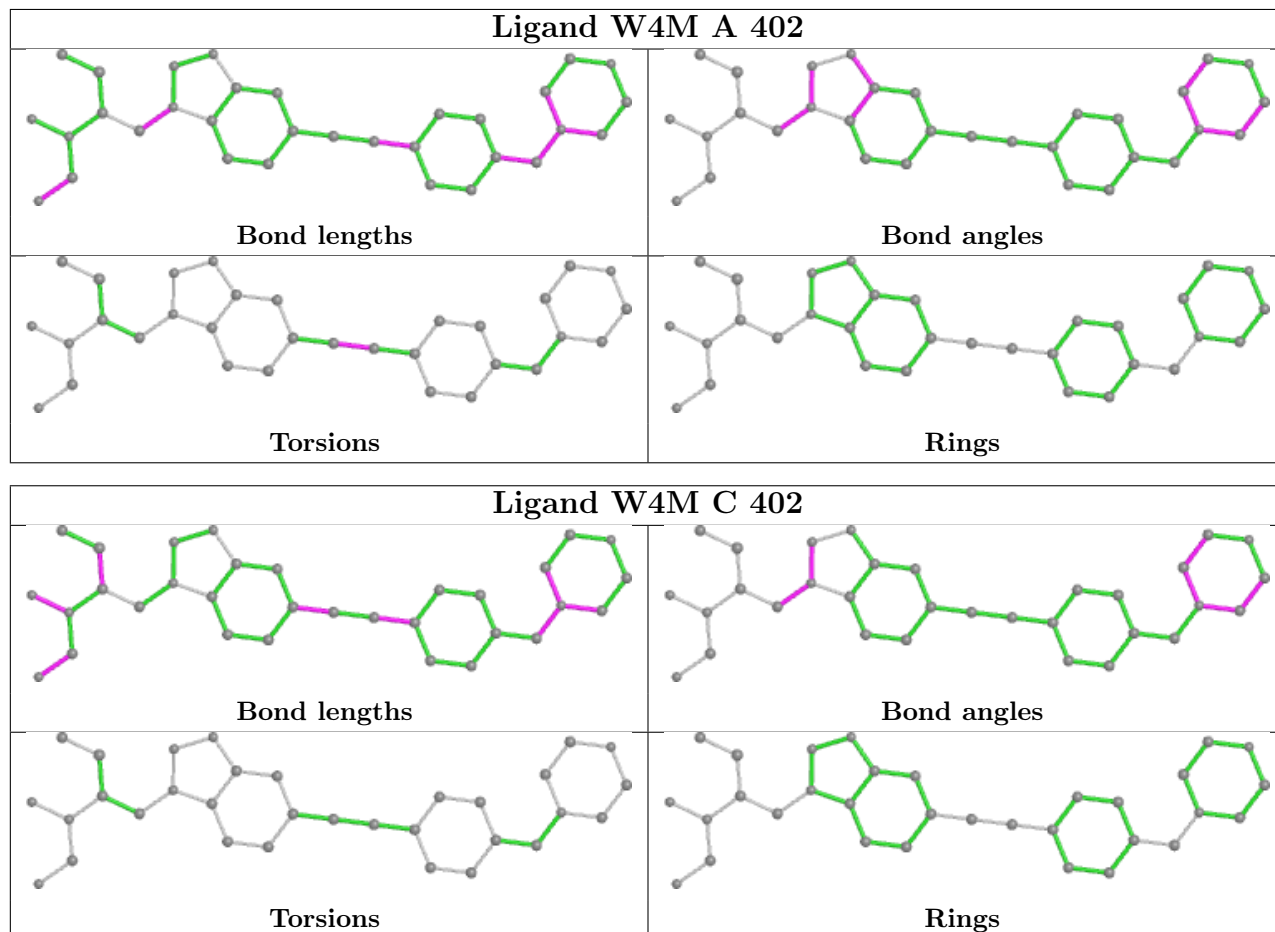 Ligand W4M A 402
Bond lengths
Bond angles
Torsions
Rings
Ligand W4M C 402
Bond lengths
Bond angles
Torsions
Rings